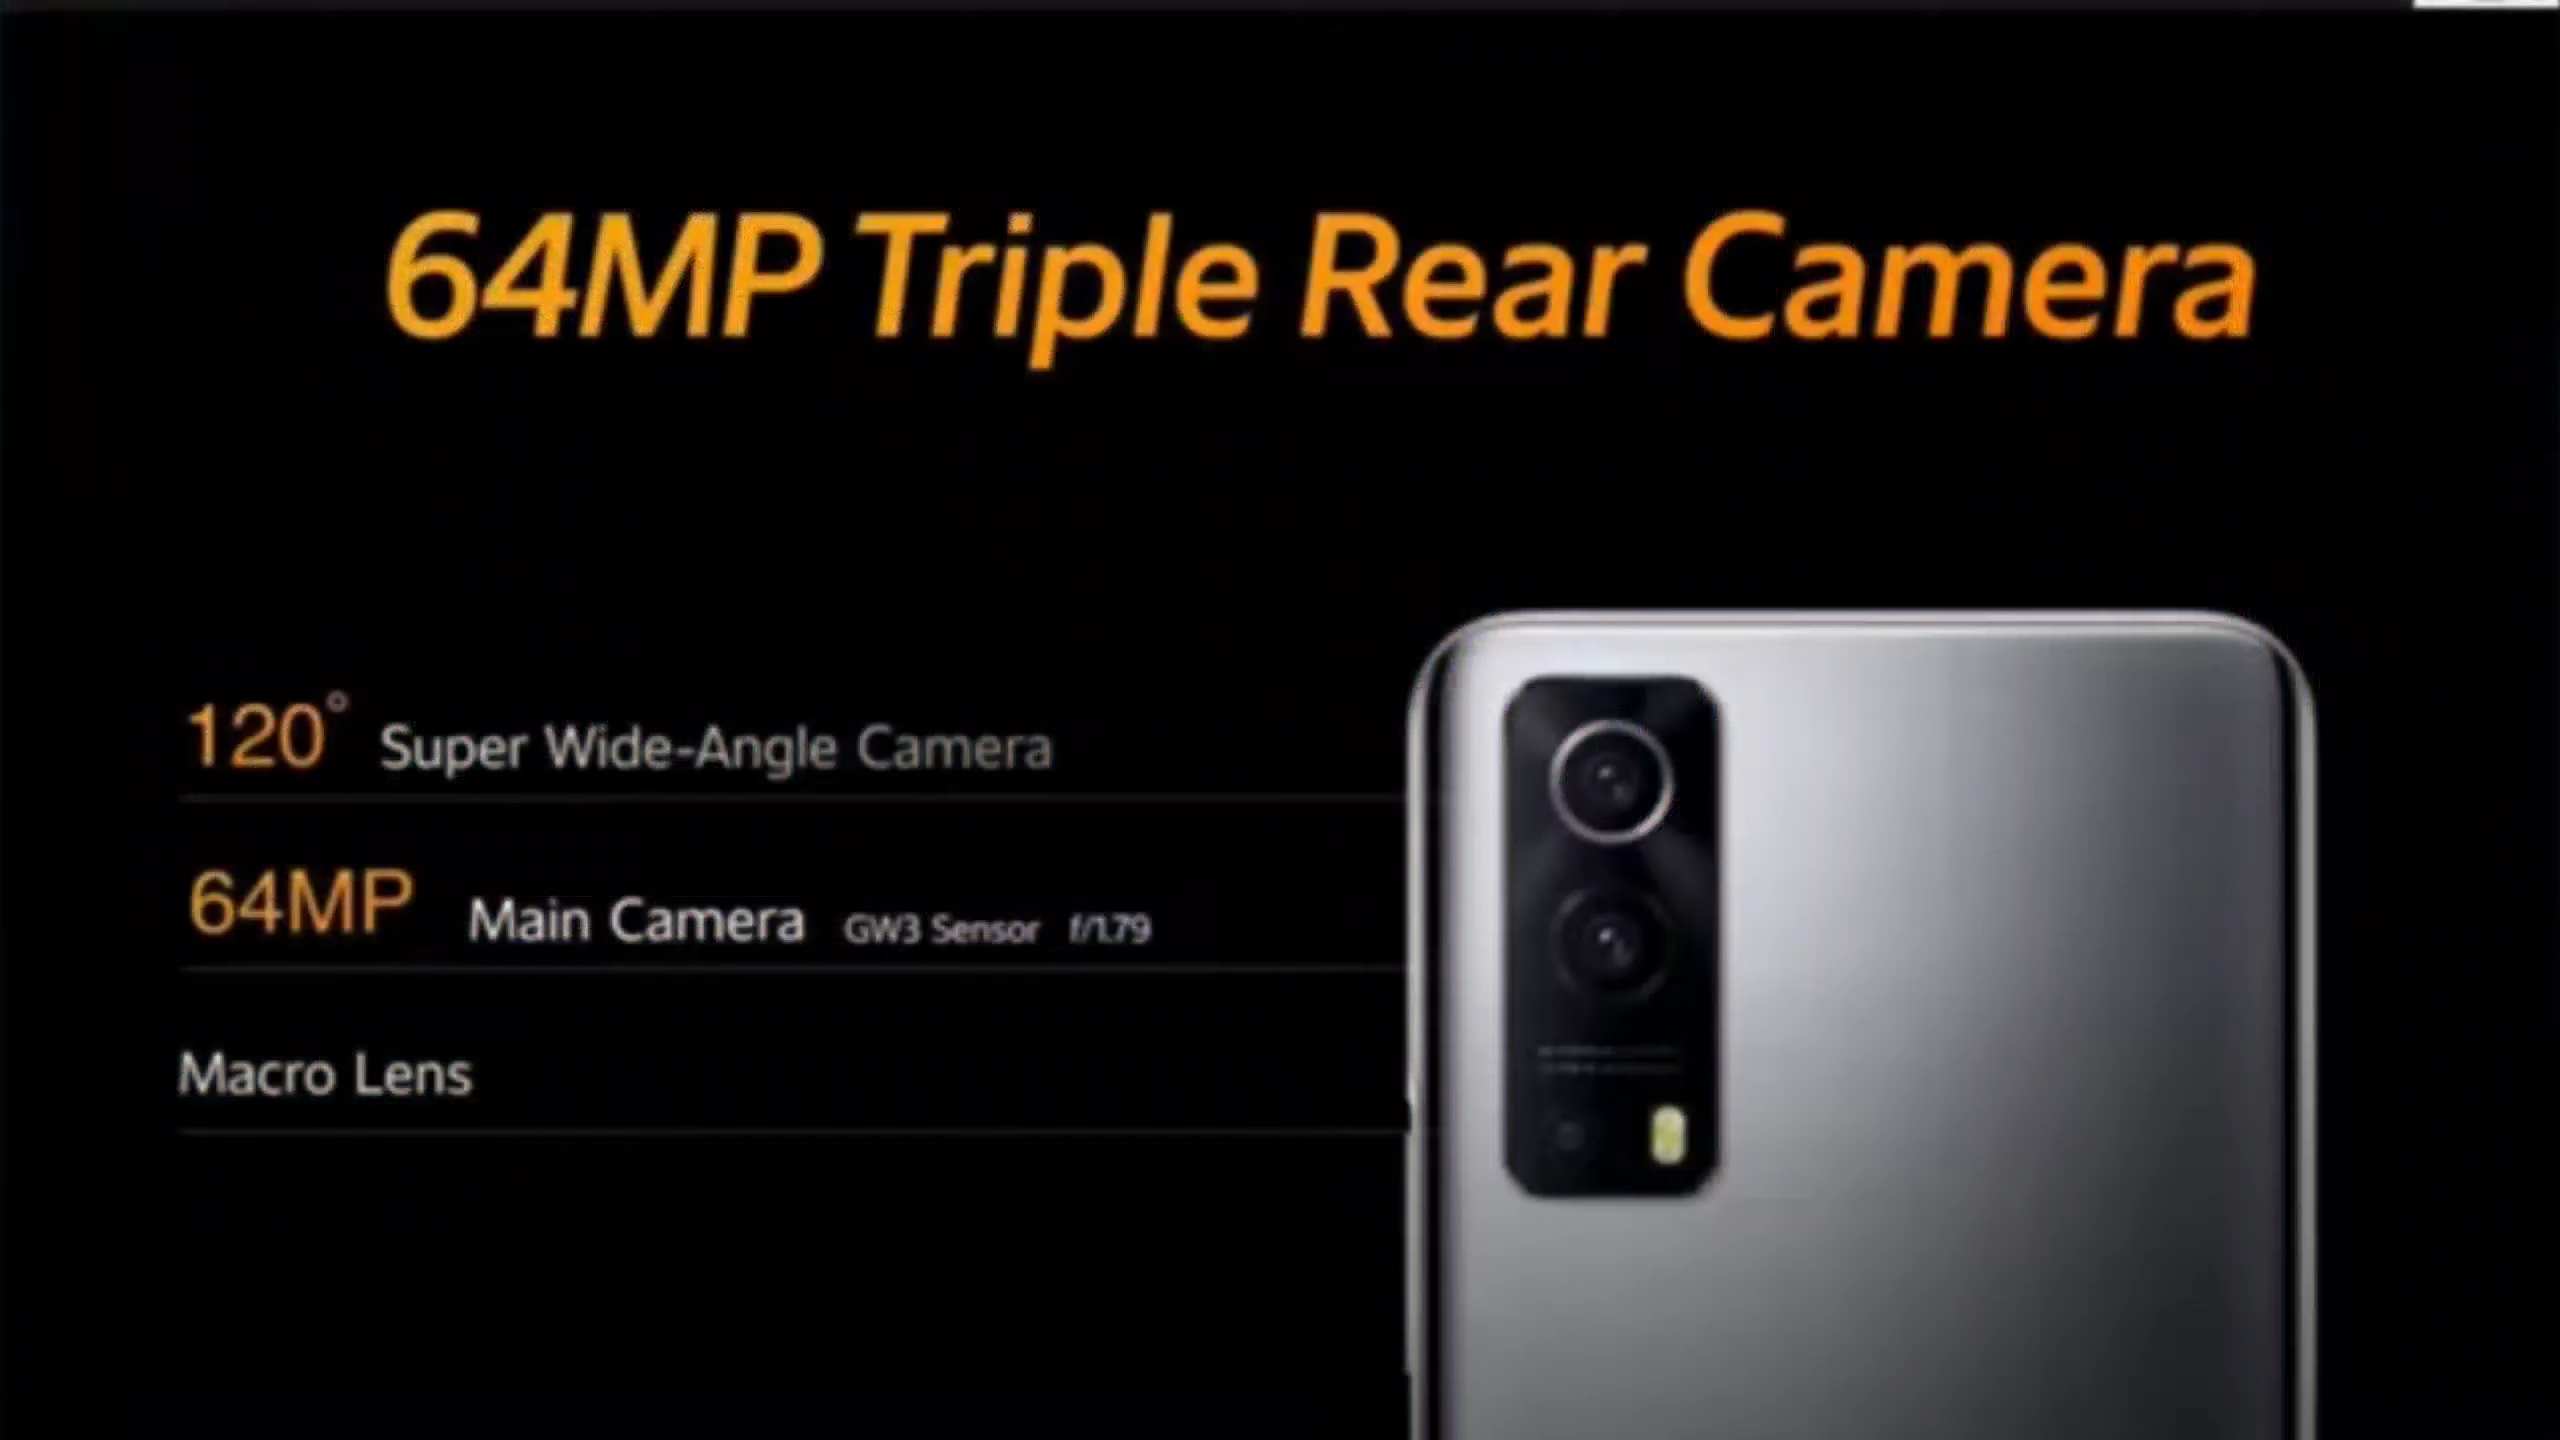 64MP Triple Rear Camera
120° Super Wide-Angle Camera
64MP Main Camera GW3 Sensor f/1.79
Macro Lens